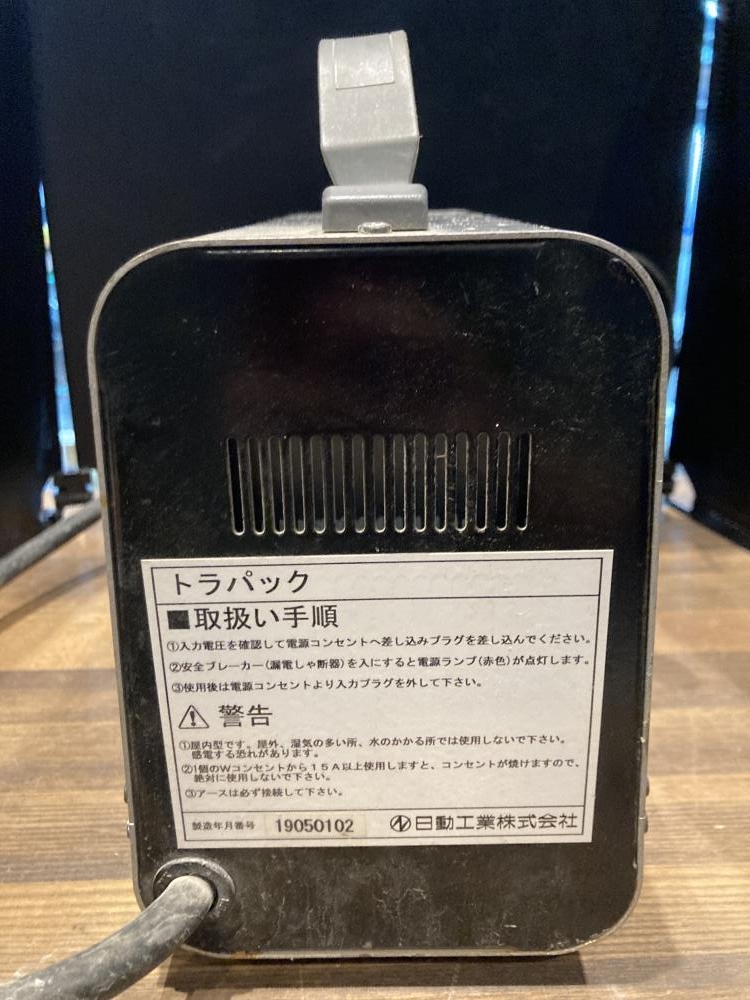 トラパック
■取扱い手順
①入力電圧を確認して電源コンセントへ差し込みプラグを差し込んでください。
②安全ブレーカー(漏電しゃ断器)を入にすると電源ランプ(赤色)が点灯します。
③使用後は電源コンセントより入力プラグを外して下さい。
警告
①屋内型です。屋外、湿気の多い所、水のかかる所では使用しないで下さい。
感電する恐れがあります。
②1個のWコンセントから15A以上使用しますと、コンセントが焼けますので、
絶対に使用しないで下さい。
③アースは必ず接続して下さい。
製造年月番号 19050102 日動工業株式会社